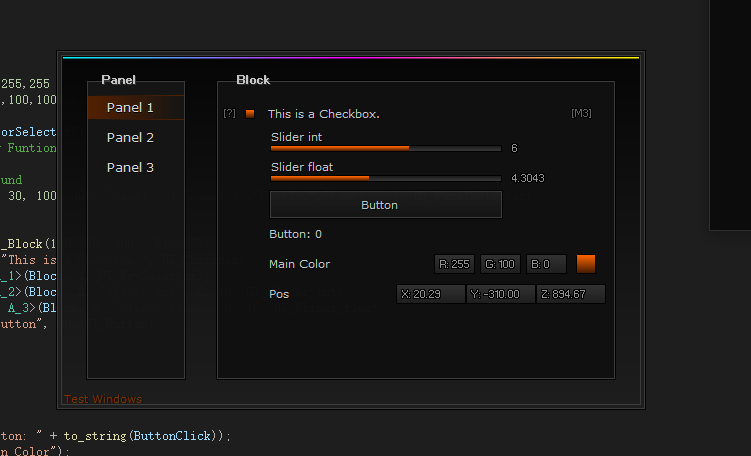 Panel
Block
255,255
,100,100
Panel 1
[?]
This is a Checkbox.
[M3]
orSelect
Funtion
Panel 2
Slider int
6
Panel 3
Slider float
4.3043
und
30, 100
Button
_Block(1
Button: 0
"This is
Main Color
R: 255
G: 100
B: 0
_1>(Bloc
_2>(Bloc
Pos
X: 20.29
Y: -310.00
Z: 894.67
A_3>(Bl
utton",
Test Windows
ton: " + to_string(ButtonClick));
n Color");